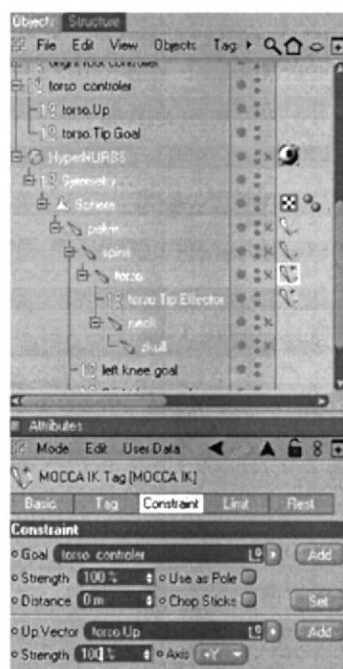 Objects Structure
File Edit View Objects Tag
torso controler
torso.Up
torso.Tip Goal
HyperNURBS
Symmetry
Sphere
pelvis
spine
torso
torso.Tip Effector
neck
skull
left knee goal
Attributes
Mode Edit User Data
MOCCA IK Tag [MOCCA IK]
Basic Tag Constraint Limit Rest
Constraint
Goal torso controler Add
Strength 100 % Use as Pole
Distance 0 m Chop Sticks Set
Up Vector torso.Up Add
Strength 100 Axis +Y